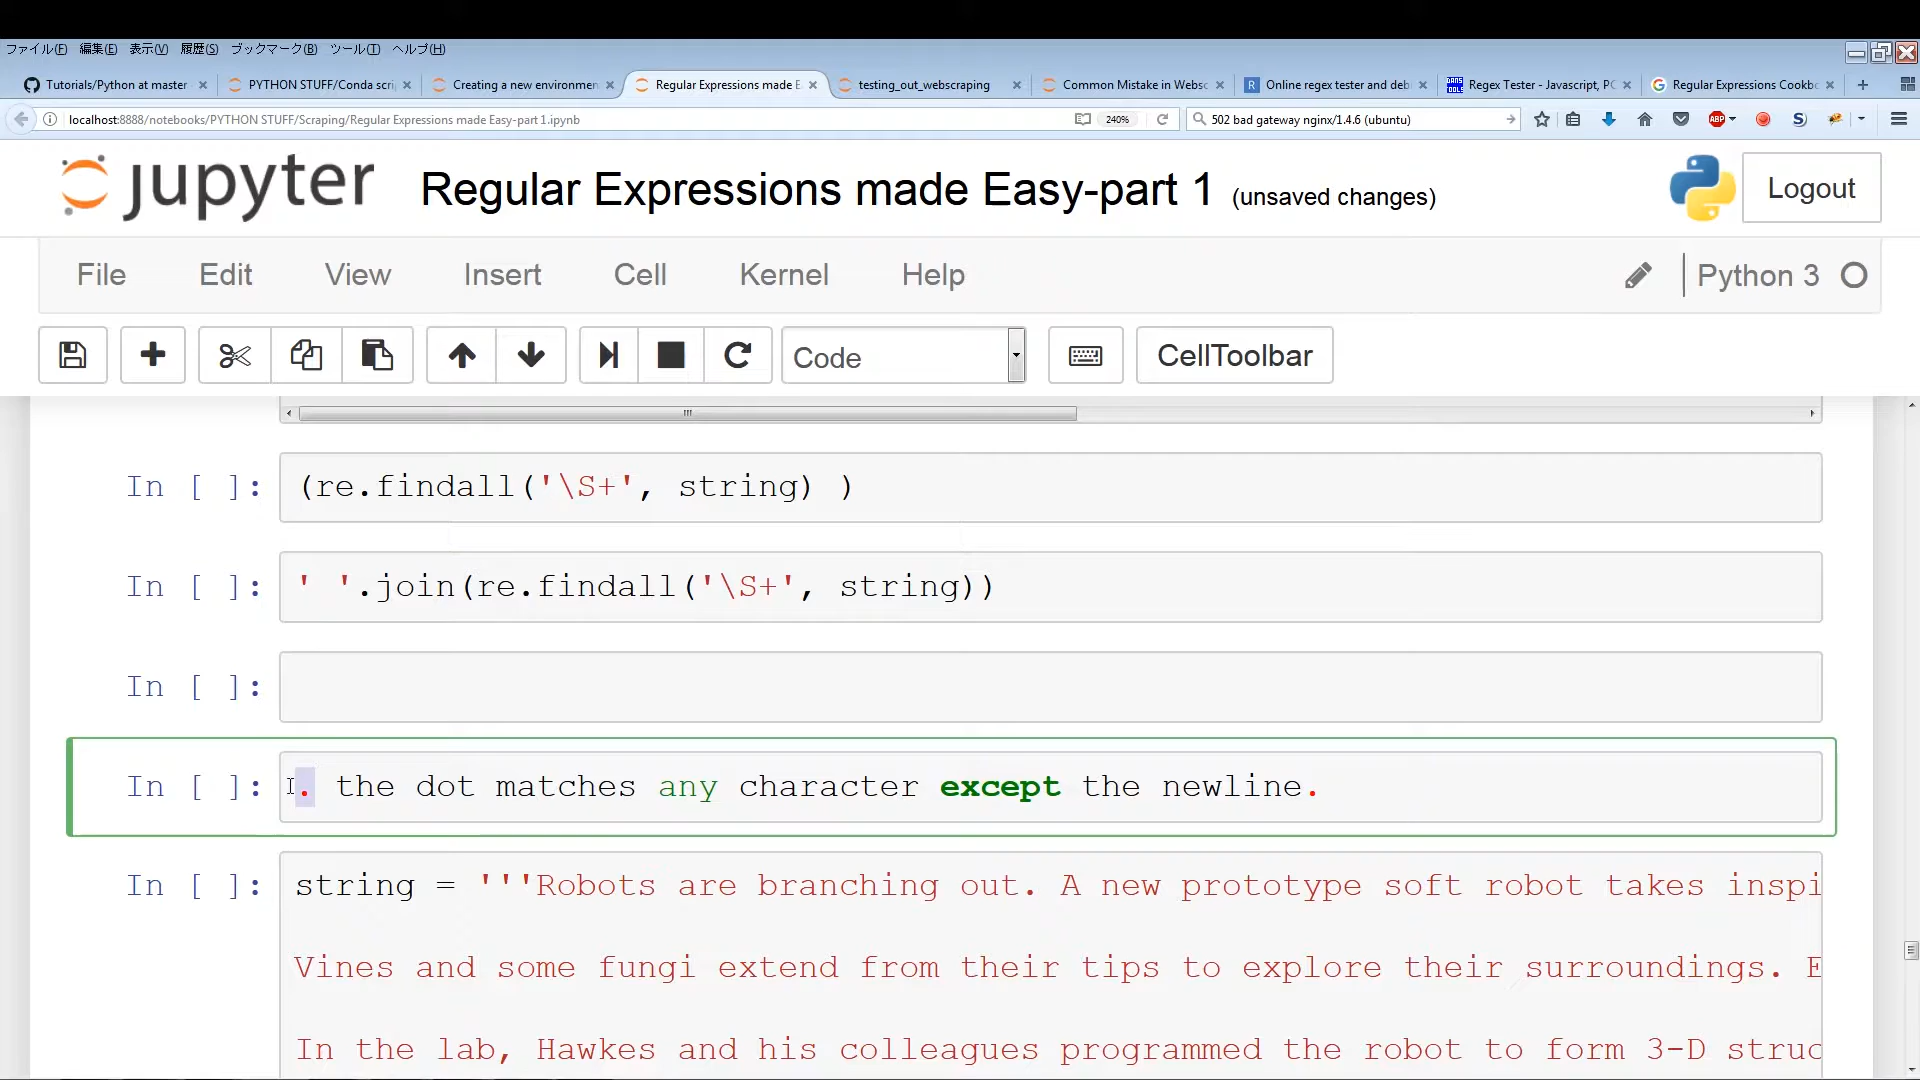 ファイル(F) 編集(E) 表示(V) 履歴(S) ブックマーク(B) ツール(T) ヘルプ(H)
Tutorials/Python at master PYTHON STUFF/Conda scri Creating a new environmen Regular Expressions made E testing_out_webscraping Common Mistake in Websc Online regex tester and deb Regex Tester - Javascript, PC Regular Expressions Cookb
localhost:8888/notebooks/PYTHON STUFF/Scraping/Regular Expressions made Easy-part 1.ipynb 240% 502 bad gateway nginx/1.4.6 (ubuntu) ABP
jupyter Regular Expressions made Easy-part 1 (unsaved changes) Logout
File Edit View Insert Cell Kernel Help Python 3
Code CellToolbar
In [ ]: (re.findall('\S+', string) )
In [ ]: ' '.join(re.findall('\S+', string))
In [ ]:
In [ ]: . the dot matches any character except the newline.
In [ ]: string = '''Robots are branching out. A new prototype soft robot takes inspi
Vines and some fungi extend from their tips to explore their surroundings. E
In the lab, Hawkes and his colleagues programmed the robot to form 3-D struc